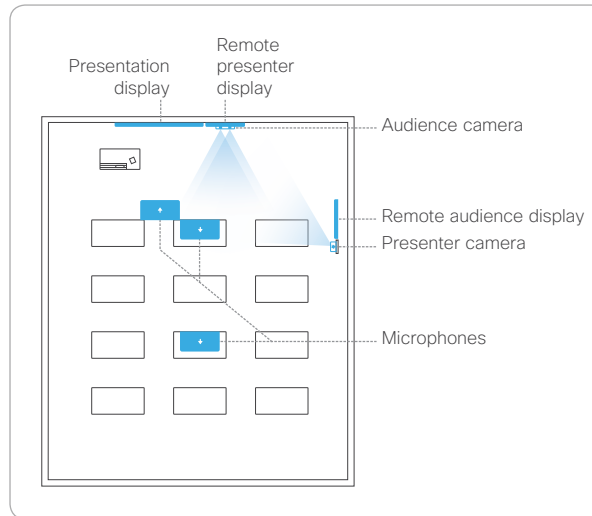 Remote
presenter
display
Presentation
display
Audience camera
Remote audience display
Presenter camera
Microphones